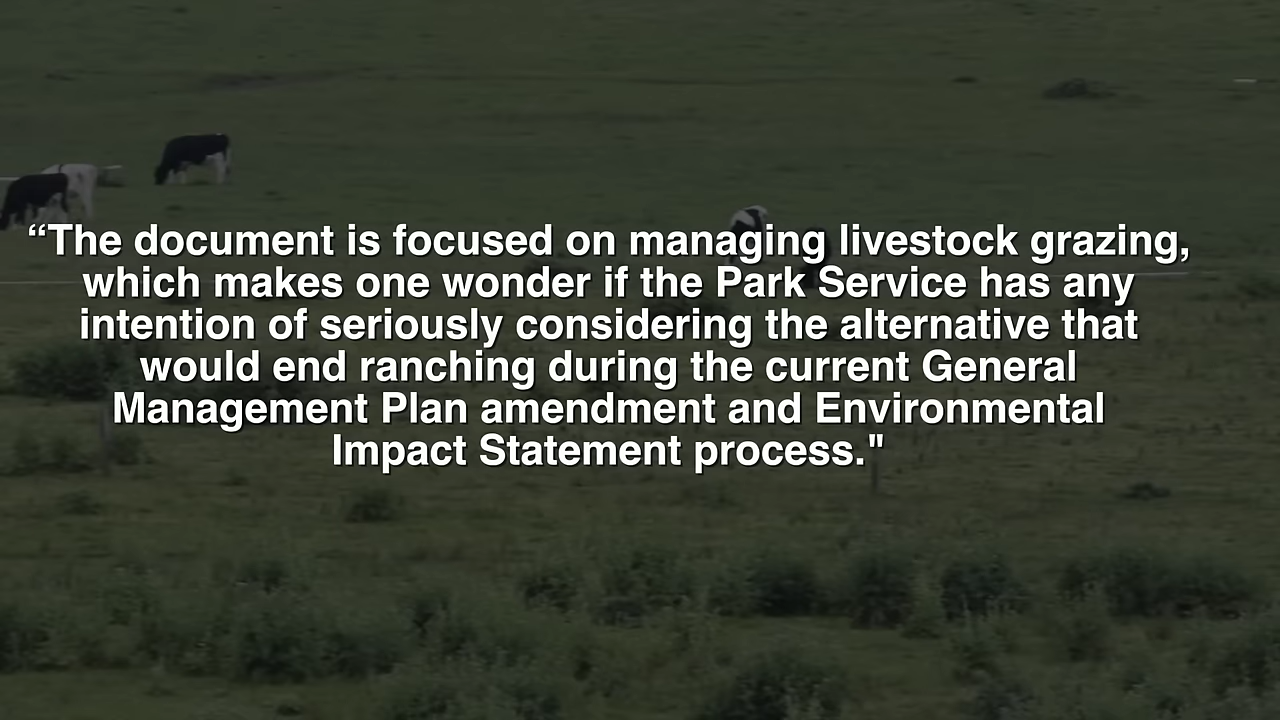 “The document is focused on managing livestock grazing,
which makes one wonder if the Park Service has any
intention of seriously considering the alternative that
would end ranching during the current General
Management Plan amendment and Environmental
Impact Statement process."